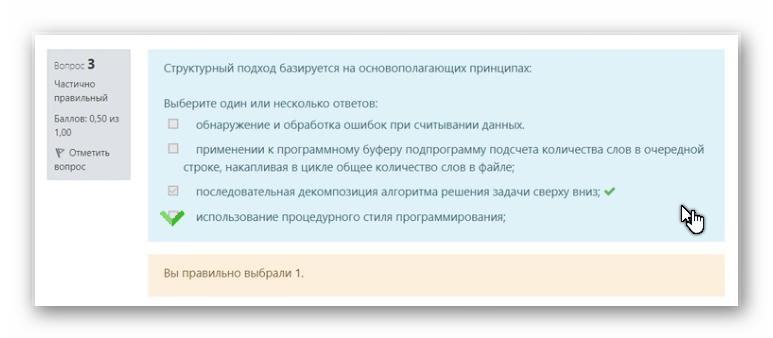 Вопрос 3
Частично
правильный
Баллов: 0,50 из
1,00
Отметить
вопрос
Структурный подход базируется на основополагающих принципах:
Выберите один или несколько ответов:
обнаружение и обработка ошибок при считывании данных.
применении к программному буферу подпрограмму подсчета количества слов в очередной
строке, накапливая в цикле общее количество слов в файле;
последовательная декомпозиция алгоритма решения задачи сверху вниз;
использование процедурного стиля программирования;
Вы правильно выбрали 1.